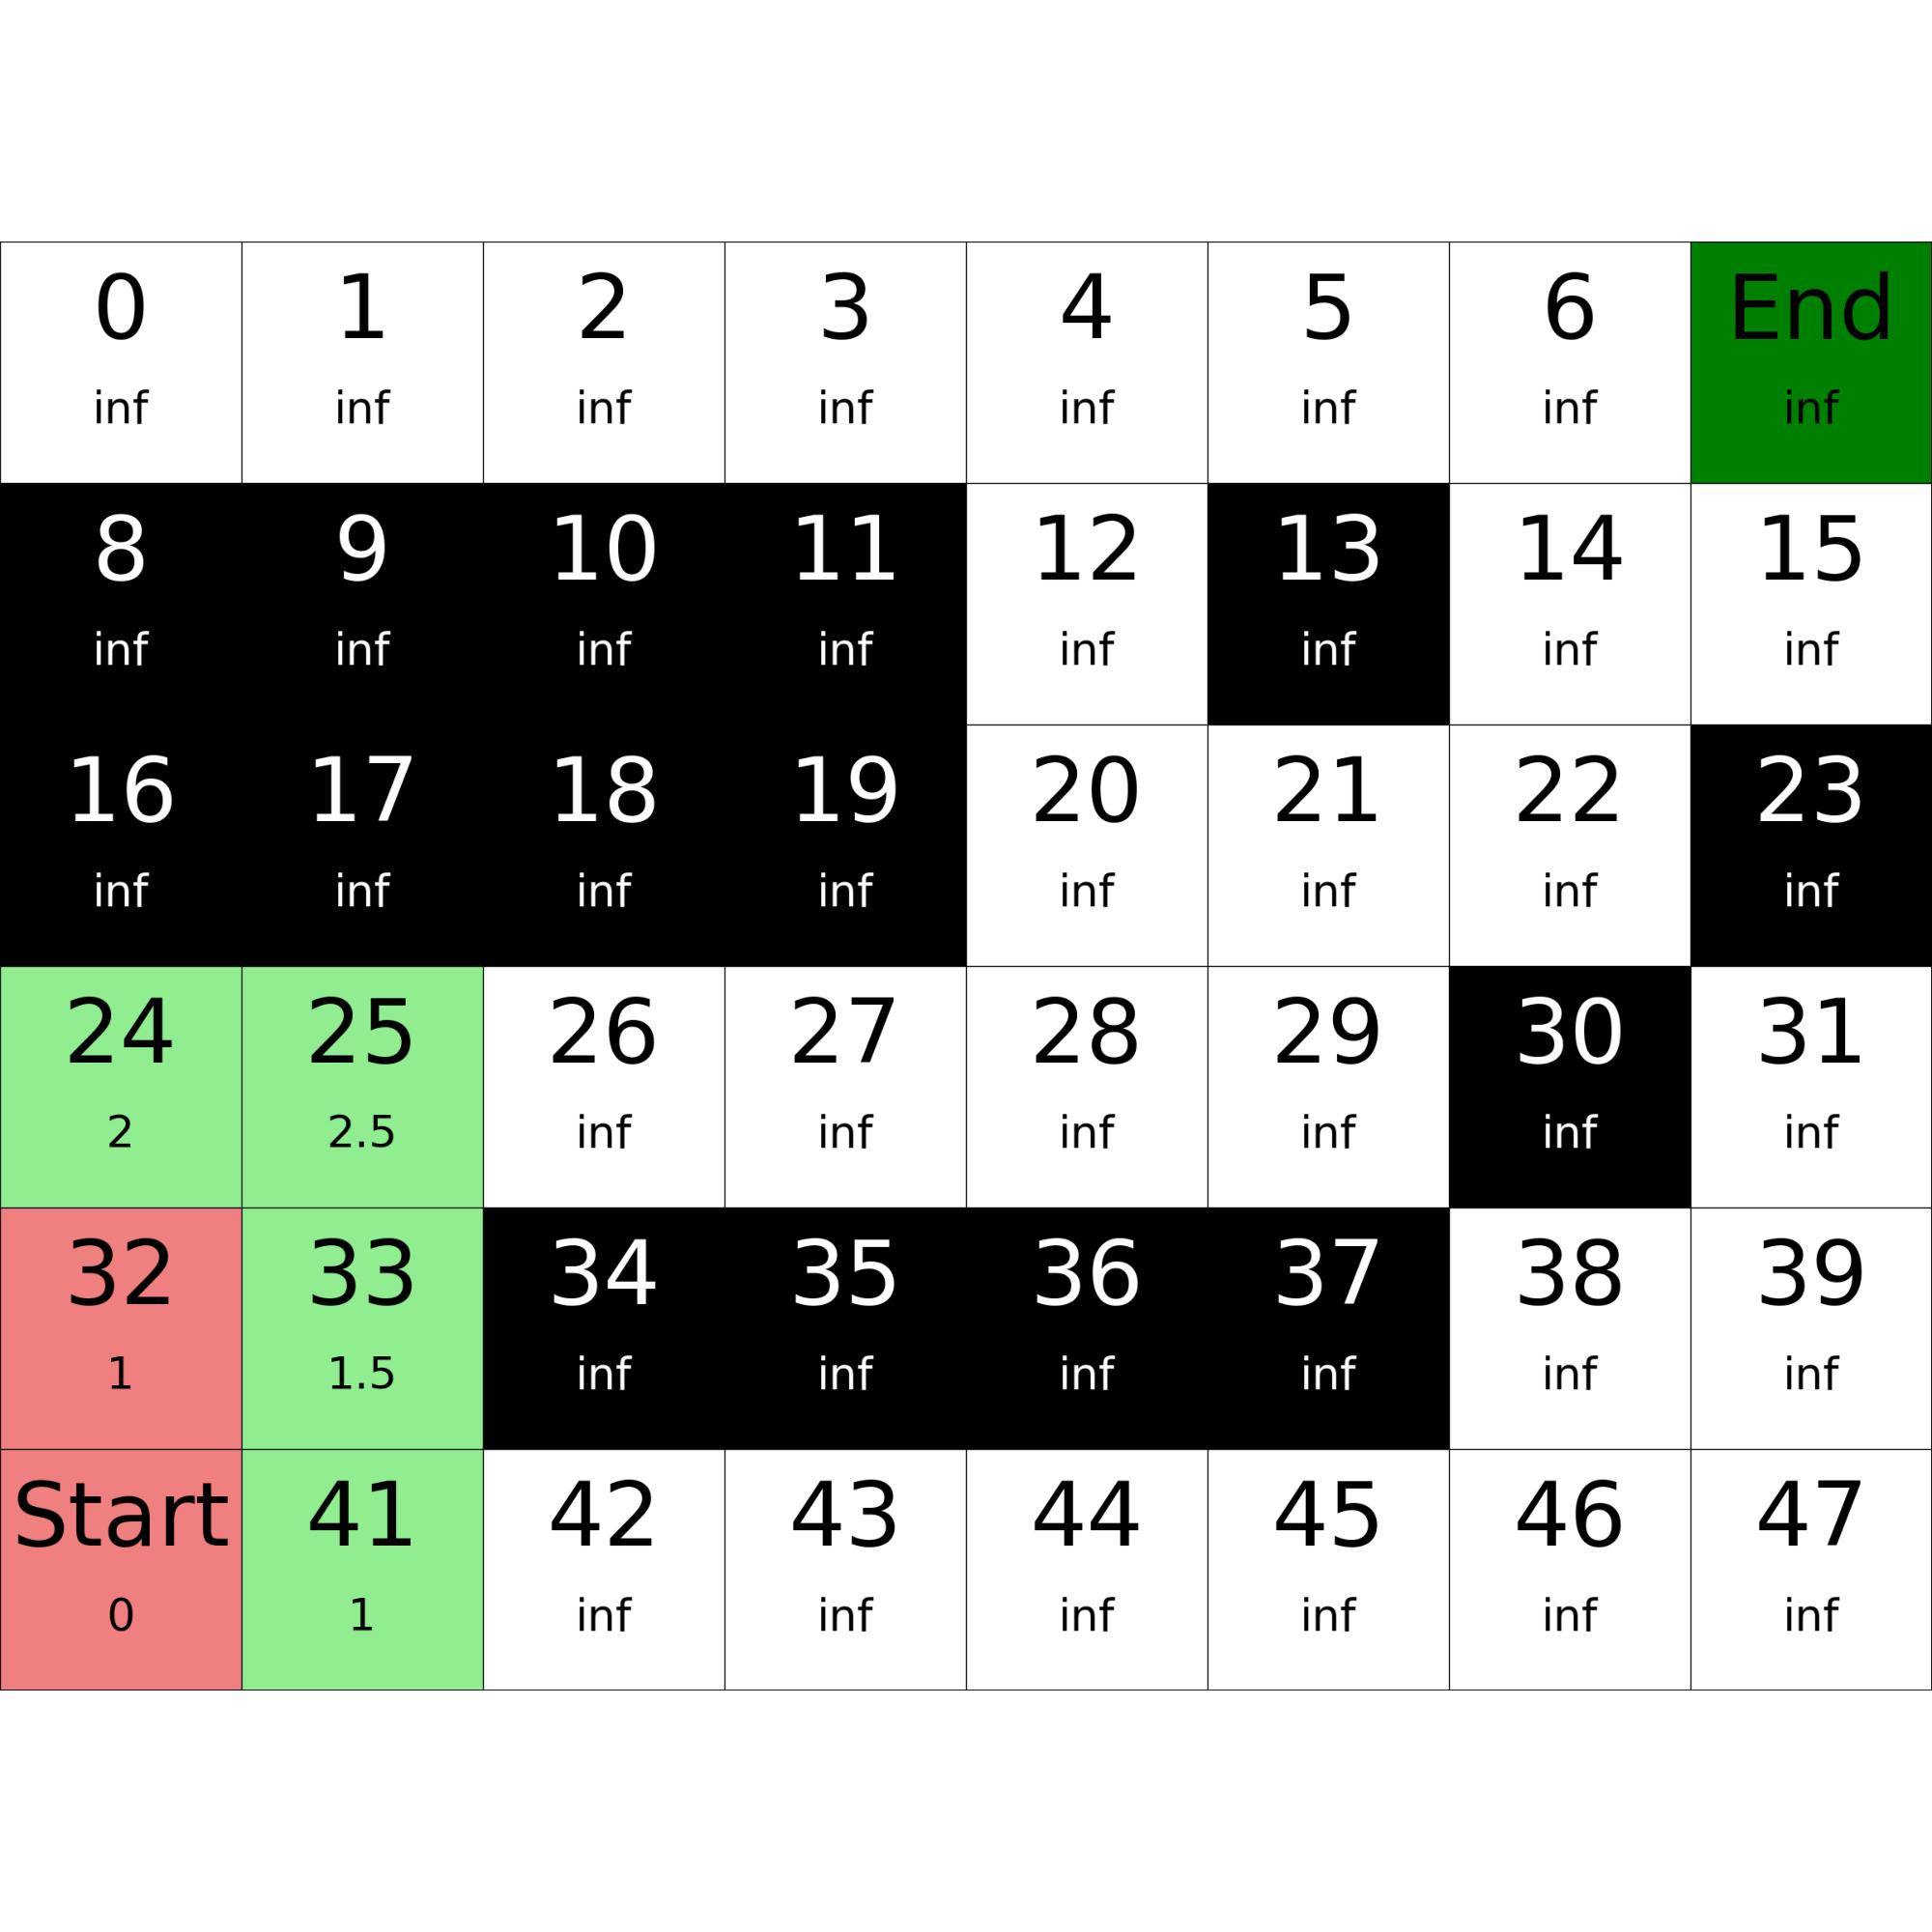 0 1 2 3 4 5 6 End
inf inf inf inf inf inf inf inf
8 9 10 11 12 13 14 15
inf inf inf inf inf inf inf inf
16 17 18 19 20 21 22 23
inf inf inf inf inf inf inf inf
24 25 26 27 28 29 30 31
2 2.5 inf inf inf inf inf inf
32 33 34 35 36 37 38 39
1 1.5 inf inf inf inf inf inf
Start 41 42 43 44 45 46 47
0 1 inf inf inf inf inf inf